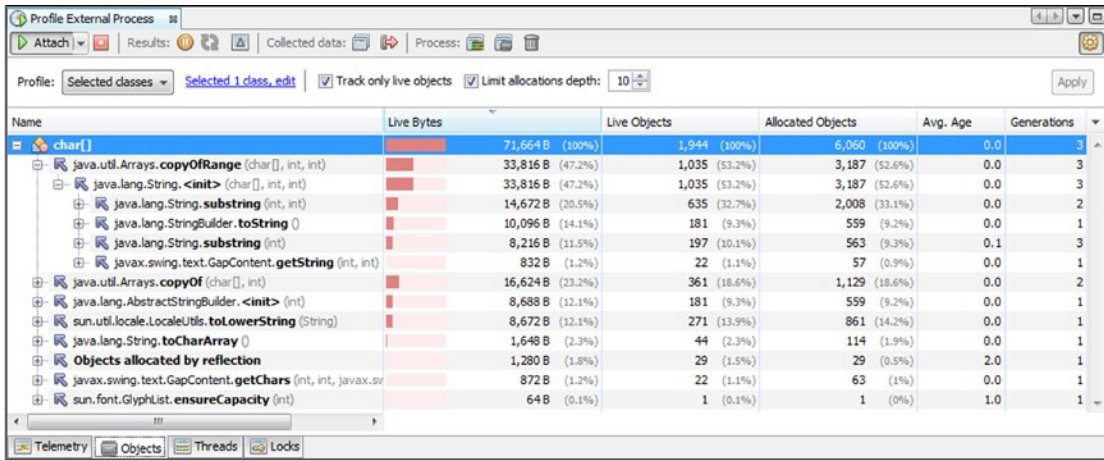 Profile External Process
Attach Results: Collected data: Process:
Profile: Selected classes Selected 1 class, edit Track only live objects Limit allocations depth: 10 Apply
Name Live Bytes Live Objects Allocated Objects Avg. Age Generations
char[] 71,664 B (100%) 1,944 (100%) 6,060 (100%) 0.0 3
java.util.Arrays.copyOfRange (char[], int, int) 33,816 B (47.2%) 1,035 (53.2%) 3,187 (52.6%) 0.0 3
java.lang.String.<init> (char[], int, int) 33,816 B (47.2%) 1,035 (53.2%) 3,187 (52.6%) 0.0 3
java.lang.String.substring (int, int) 14,672 B (20.5%) 635 (32.7%) 2,008 (33.1%) 0.0 2
java.lang.StringBuilder.toString () 10,096 B (14.1%) 181 (9.3%) 559 (9.2%) 0.0 1
java.lang.String.substring (int) 8,216 B (11.5%) 197 (10.1%) 563 (9.3%) 0.1 3
javax.swing.text.GapContent.getString (int, int) 832 B (1.2%) 22 (1.1%) 57 (0.9%) 0.0 1
java.util.Arrays.copyOf (char[], int) 16,624 B (23.2%) 361 (18.6%) 1,129 (18.6%) 0.0 2
java.lang.AbstractStringBuilder.<init> (int) 8,688 B (12.1%) 181 (9.3%) 559 (9.2%) 0.0 1
sun.util.locale.LocaleUtils.toLowerString (String) 8,672 B (12.1%) 271 (13.9%) 861 (14.2%) 0.0 1
java.lang.String.toCharArray () 1,648 B (2.3%) 44 (2.3%) 114 (1.9%) 0.0 1
Objects allocated by reflection 1,280 B (1.8%) 29 (1.5%) 29 (0.5%) 2.0 1
javax.swing.text.GapContent.getChars (int, int, javax.sw 872 B (1.2%) 22 (1.1%) 63 (1%) 0.0 1
sun.font.GlyphList.ensureCapacity (int) 64 B (0.1%) 1 (0.1%) 1 (0%) 1.0 1
Telemetry Objects Threads Locks